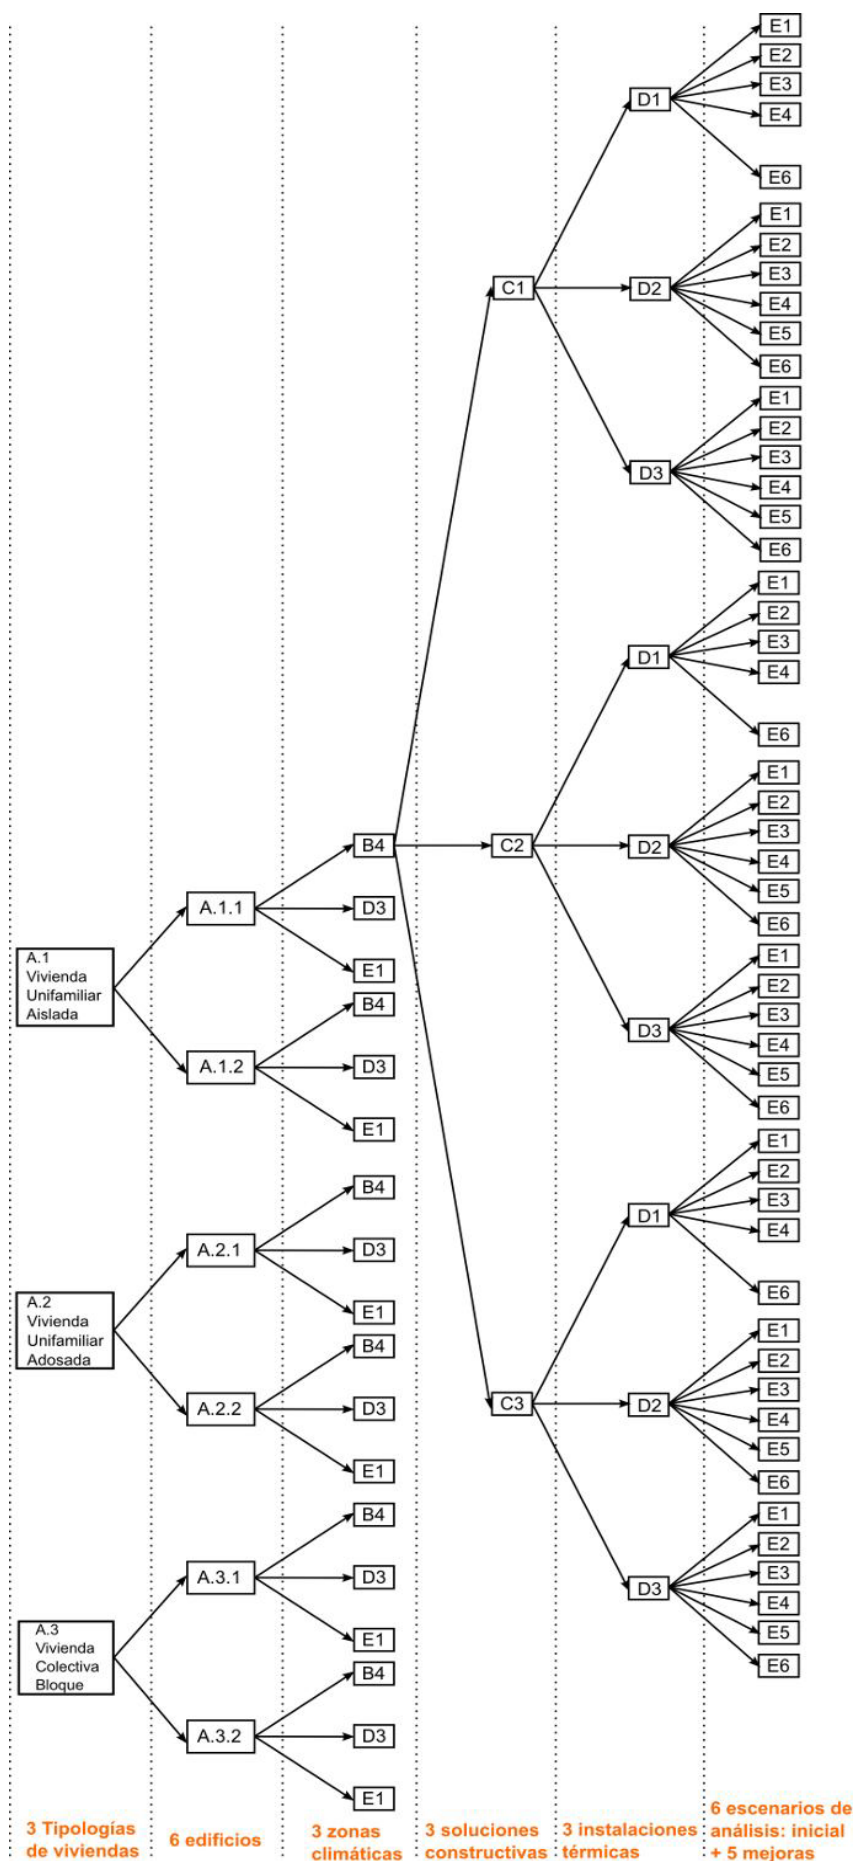 E1
E2
E3
E4
E6
D1
E1
E2
E3
E4
E5
E6
C1
D2
E1
E2
E3
E4
E5
E6
D3
E1
E2
E3
E4
E6
D1
E1
E2
E3
E4
E5
E6
B4
C2
D2
A.1.1
D3
E1
E1
E2
E3
E4
E5
E6
D3
A.1
Vivienda
Unifamiliar
Aislada
B4
A.1.2
D3
E1
E1
E2
E3
E4
E6
D1
B4
A.2.1
D3
E1
A.2
Vivienda
Unifamiliar
Adosada
B4
A.2.2
D3
E1
C3
D2
E1
E2
E3
E4
E5
E6
E1
E2
E3
E4
E5
E6
D3
B4
A.3.1
D3
E1
A.3
Vivienda
Colectiva
Bloque
B4
A.3.2
D3
E1
3 Tipologías
de viviendas
6 edificios
3 zonas
climáticas
3 soluciones
constructivas
3 instalaciones
térmicas
6 escenarios de
análisis: inicial
+ 5 mejoras